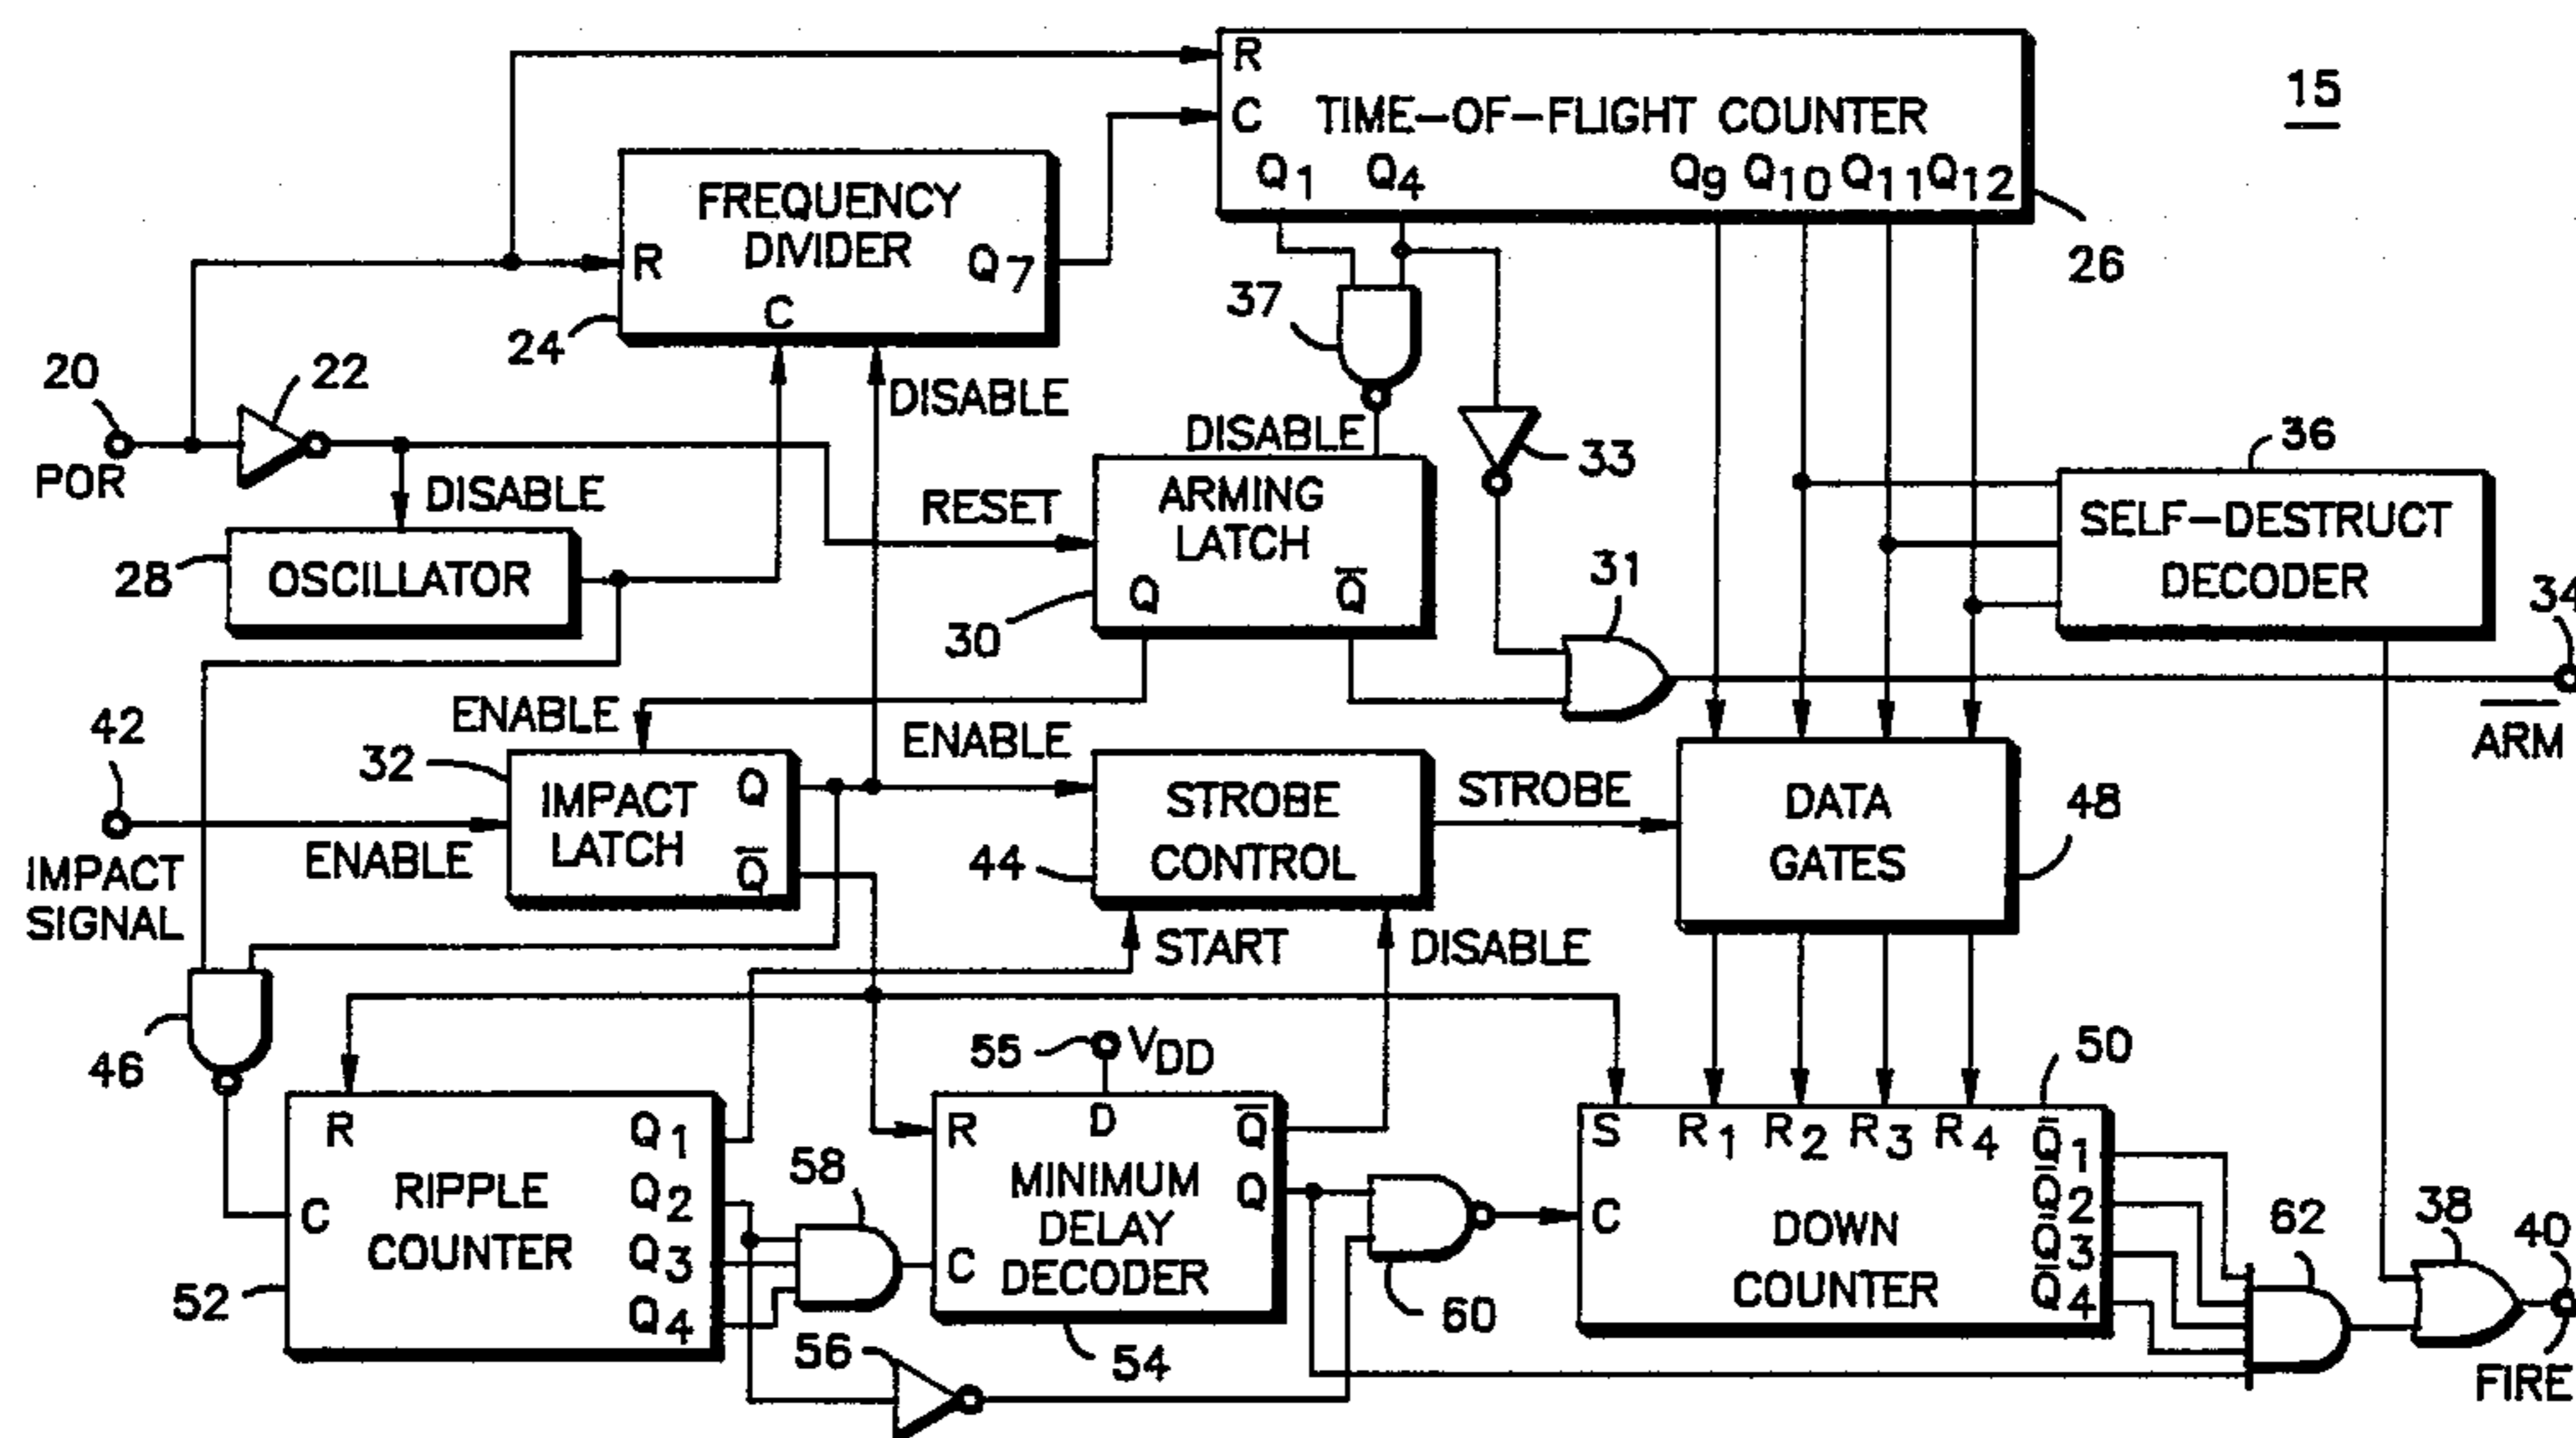 R
C TIME-OF-FLIGHT COUNTER
Q1 Q4 Q9 Q10 Q11 Q12
15
26
FREQUENCY
DIVIDER
R
Q7
C
24
DISABLE
37
20
POR
22
DISABLE
OSCILLATOR
28
RESET
DISABLE
ARMING
LATCH
Q Q̅
30
33
31
36
SELF-DESTRUCT
DECODER
34
A̅R̅M̅
42
IMPACT
SIGNAL
ENABLE
ENABLE
32
IMPACT
LATCH
Q
Q̅
ENABLE
STROBE
CONTROL
44
START
DISABLE
STROBE
DATA
GATES
48
46
R
C
RIPPLE
COUNTER
Q1
Q2
Q3
Q4
52
58
56
55
VDD
R
D
Q̅
Q
C
MINIMUM
DELAY
DECODER
54
60
50
S R1 R2 R3 R4
C
DOWN
COUNTER
Q̅1
Q̅2
Q̅3
Q̅4
62
38
40
FIRE